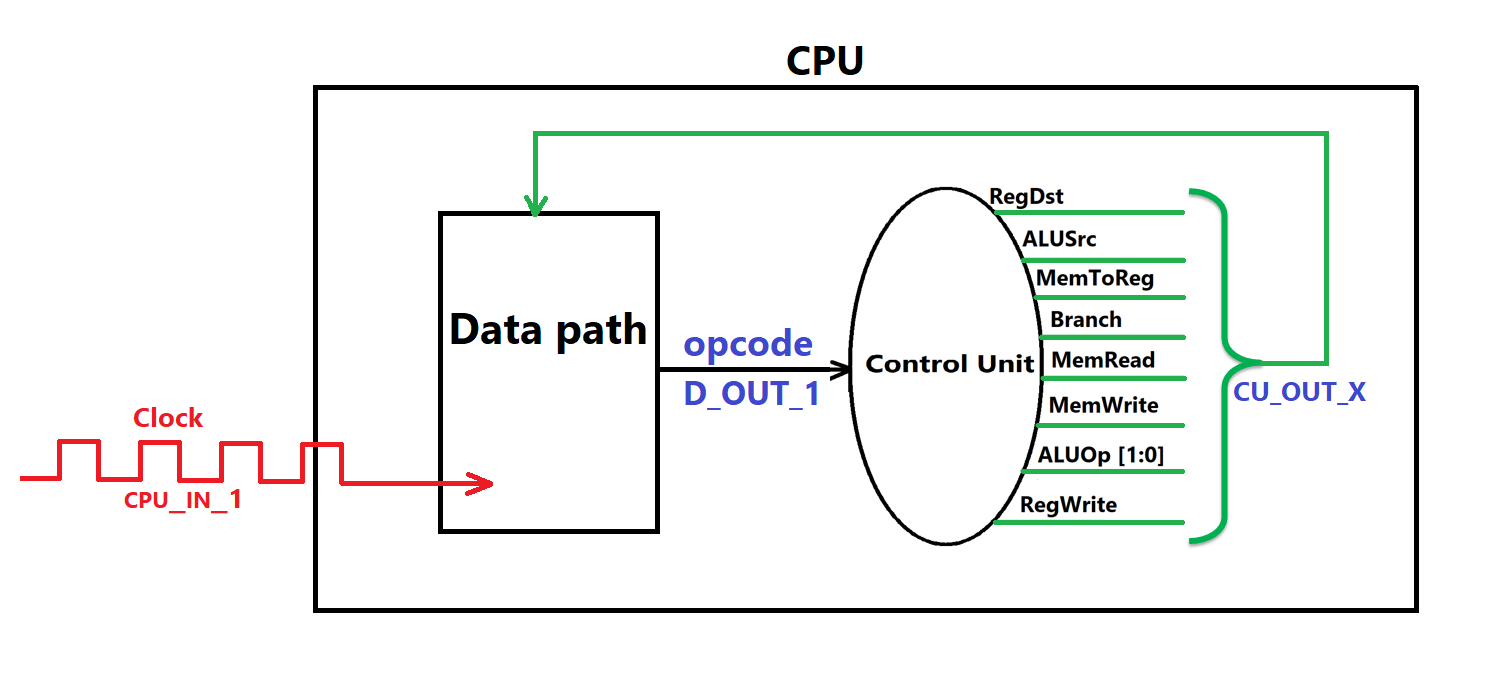 CPU
RegDst
ALUSrc
MemToReg
Branch
Data path
opcode
Control Unit
MemRead
D_OUT_1
CU_OUT_X
MemWrite
Clock
ALUOp [1:0]
CPU_IN_1
RegWrite